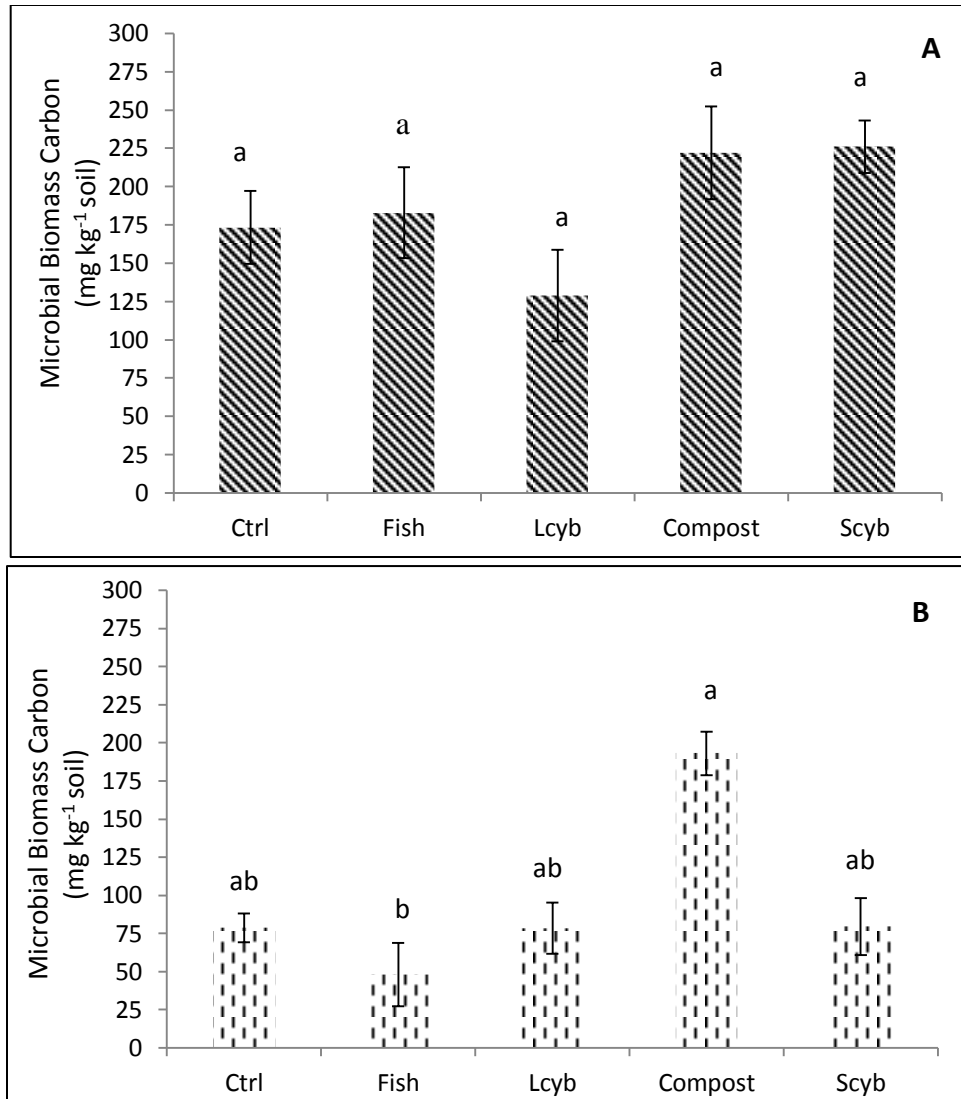 A
Microbial Biomass Carbon
(mg kg⁻¹ soil)
300
275
250
225
200
175
150
125
100
75
50
25
0
a
a
a
a
a
Ctrl Fish Lcyb Compost Scyb
B
Microbial Biomass Carbon
(mg kg⁻¹ soil)
300
275
250
225
200
175
150
125
100
75
50
25
0
ab
b
ab
a
ab
Ctrl Fish Lcyb Compost Scyb